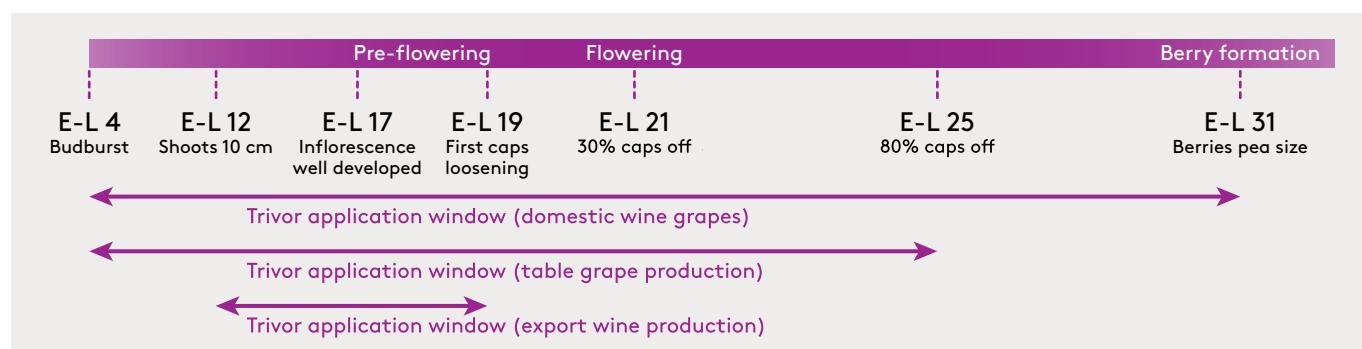 Pre-flowering Flowering Berry formation
E-L 4 E-L 12 E-L 17 E-L 19 E-L 21 E-L 25 E-L 31
Budburst Shoots 10 cm Inflorescence First caps 30% caps off 80% caps off Berries pea size
well developed loosening
Trivor application window (domestic wine grapes)
Trivor application window (table grape production)
Trivor application window (export wine production)